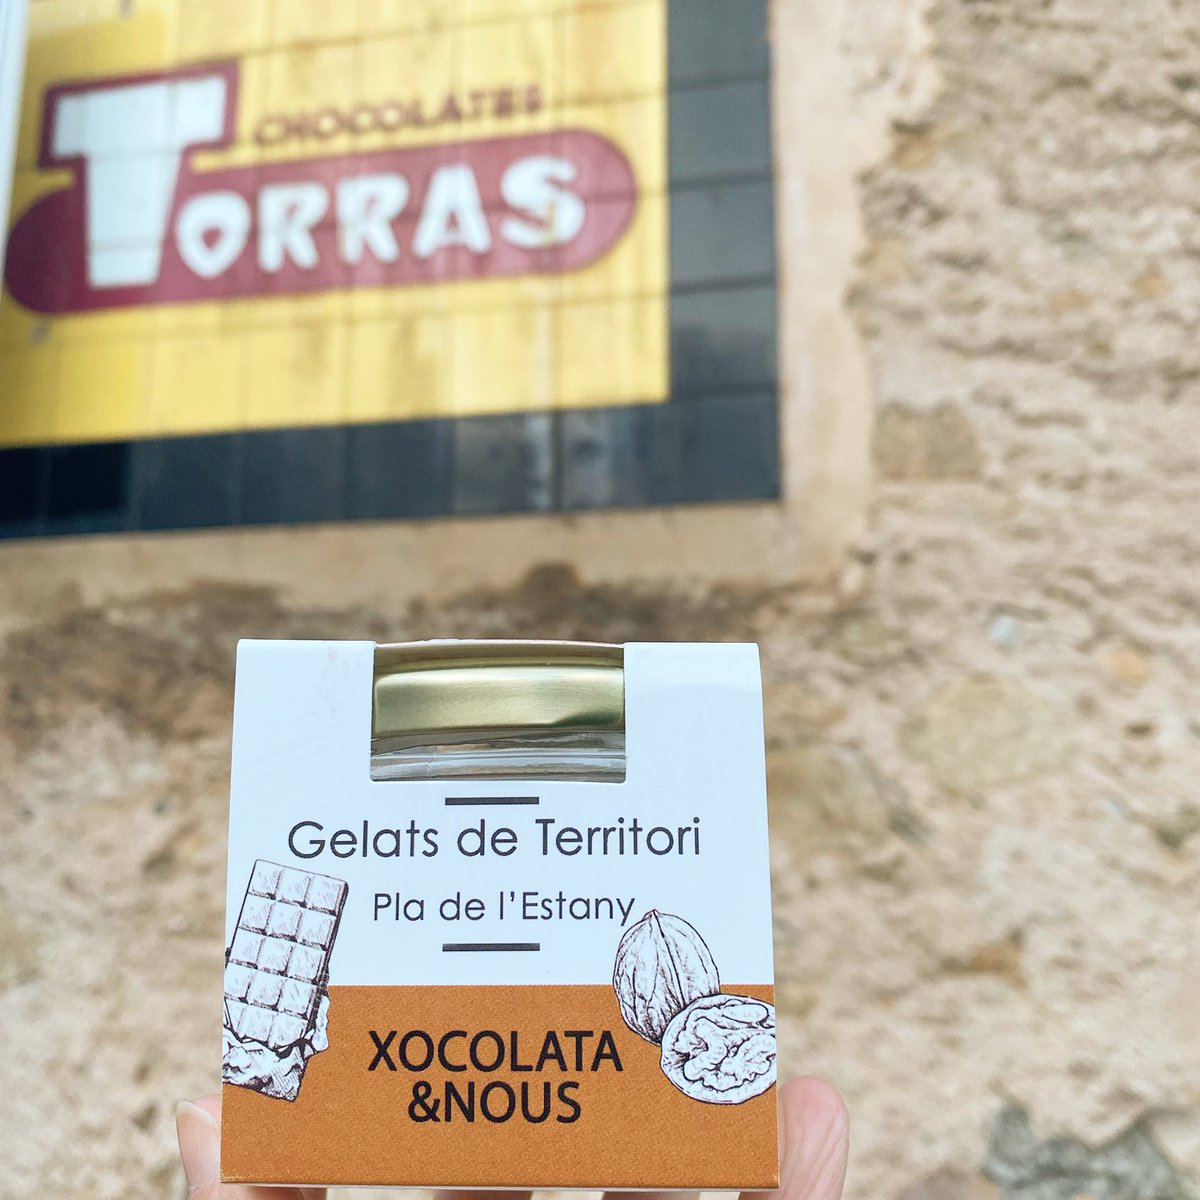 CHOCOLATES
TORRAS
Gelats de Territori
Pla de l'Estany
XOCOLATA
&NOUS